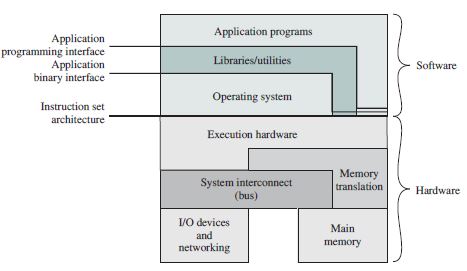 Application programs
Application
programming interface
Libraries/utilities
Software
Application
binary interface
Operating system
Instruction set
architecture
Execution hardware
Memory
translation
System interconnect
(bus)
Hardware
I/O devices
and
networking
Main
memory